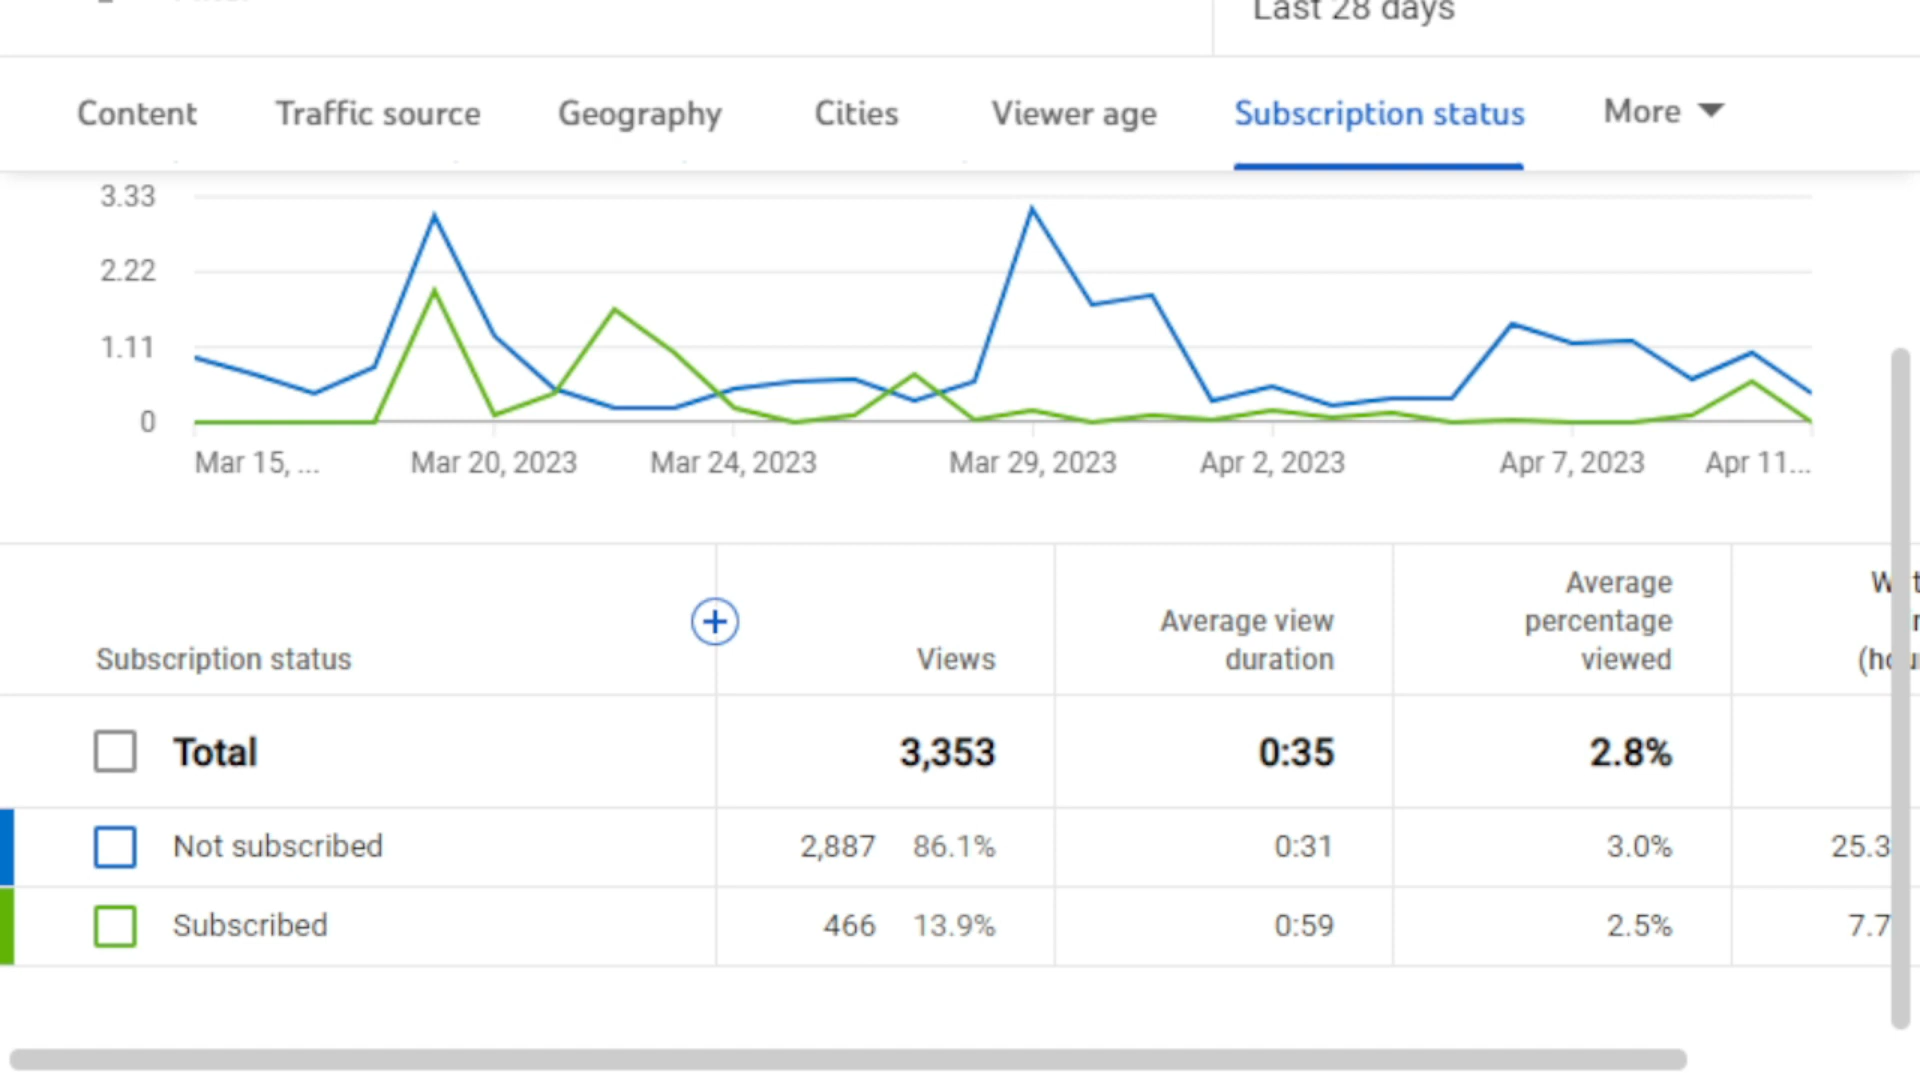 Last 28 days
Content Traffic source Geography Cities Viewer age Subscription status More
3.33
2.22
1.11
0
Mar 15, ... Mar 20, 2023 Mar 24, 2023 Mar 29, 2023 Apr 2, 2023 Apr 7, 2023 Apr 11...
Subscription status
Views
Average view
duration
Average
percentage
viewed
Total 3,353 0:35 2.8%
Not subscribed 2,887 86.1% 0:31 3.0% 25.3
Subscribed 466 13.9% 0:59 2.5% 7.7